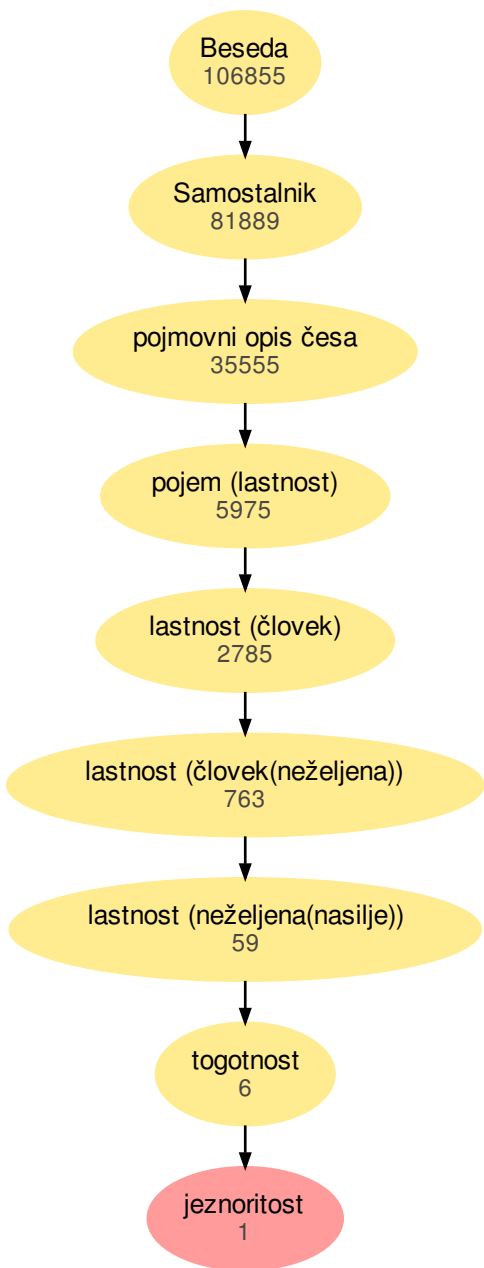 Beseda
106855
Samostalnik
81889
pojmovni opis česa
35555
pojem (lastnost)
5975
lastnost (človek)
2785
lastnost (človek(neželjena))
763
lastnost (neželjena(nasilje))
59
togotnost
6
jeznoritost
1